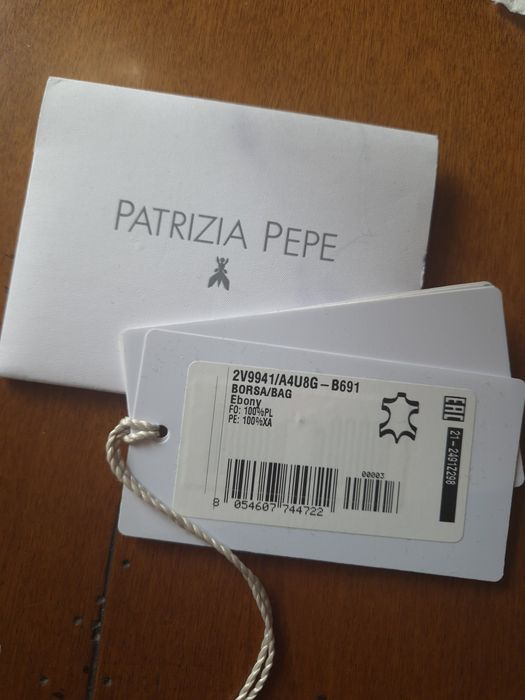 PATRIZIA PEPE
2V9941/A4U8G-B691
BORSA/BAG
Ebony
FO: 100%PL
PE: 100%XA
00003
8 054607 744722
EAC
21-24912298